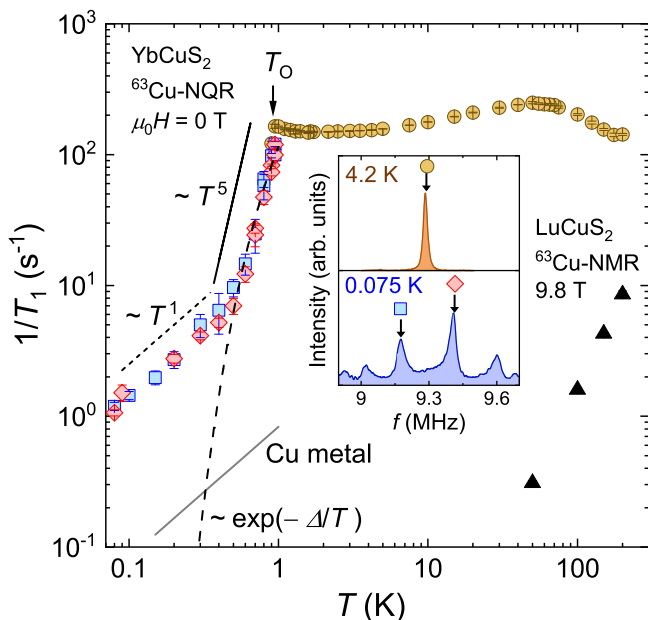 YbCuS₂
⁶³Cu-NQR
μ₀H = 0 T
T_O
~ T⁵
~ T¹
Cu metal
~ exp(− Δ/T)
LuCuS₂
⁶³Cu-NMR
9.8 T
4.2 K
0.075 K
Intensity (arb. units)
9 9.3 9.6
f (MHz)
1/T₁ (s⁻¹)
10³
10²
10¹
10⁰
10⁻¹
0.1 1 10 100
T (K)